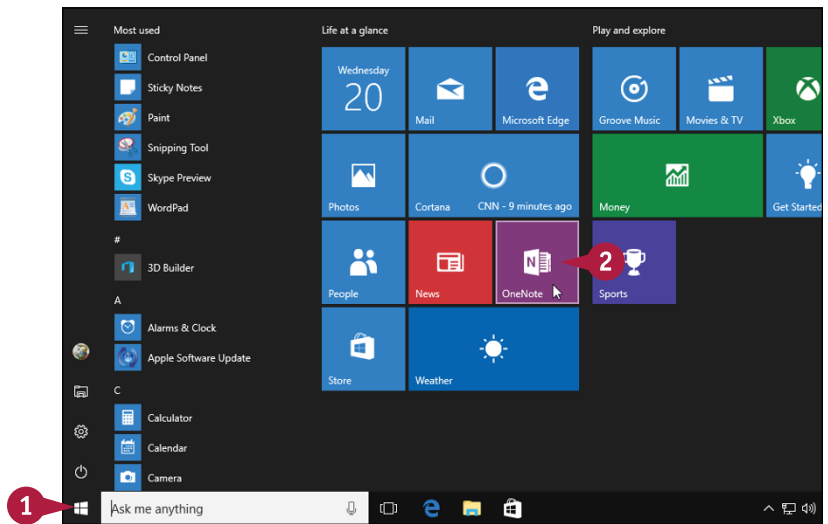 Most used
Control Panel
Sticky Notes
Paint
Snipping Tool
Skype Preview
WordPad
#
3D Builder
A
Alarms & Clock
Apple Software Update
C
Calculator
Calendar
Camera
Life at a glance
Wednesday
20
Mail
Microsoft Edge
Photos
Cortana
CNN - 9 minutes ago
People
News
N
OneNote
Store
Weather
Play and explore
Groove Music
Movies & TV
Xbox
Money
Get Started
2
Sports
1
Ask me anything